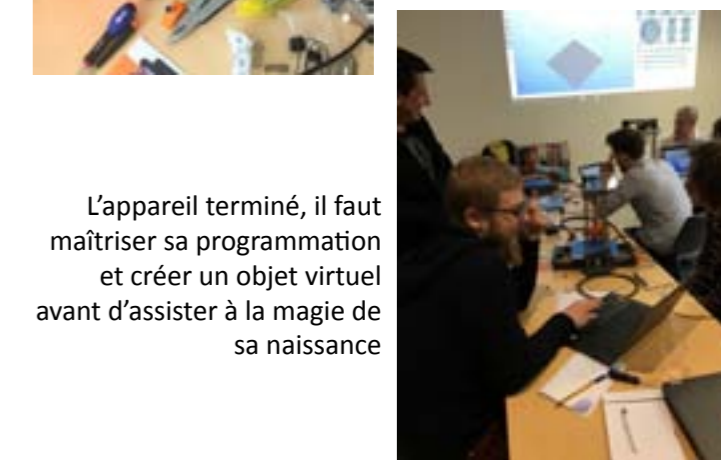 L'appareil terminé, il faut
maîtriser sa programmation
et créer un objet virtuel
avant d'assister à la magie de
sa naissance